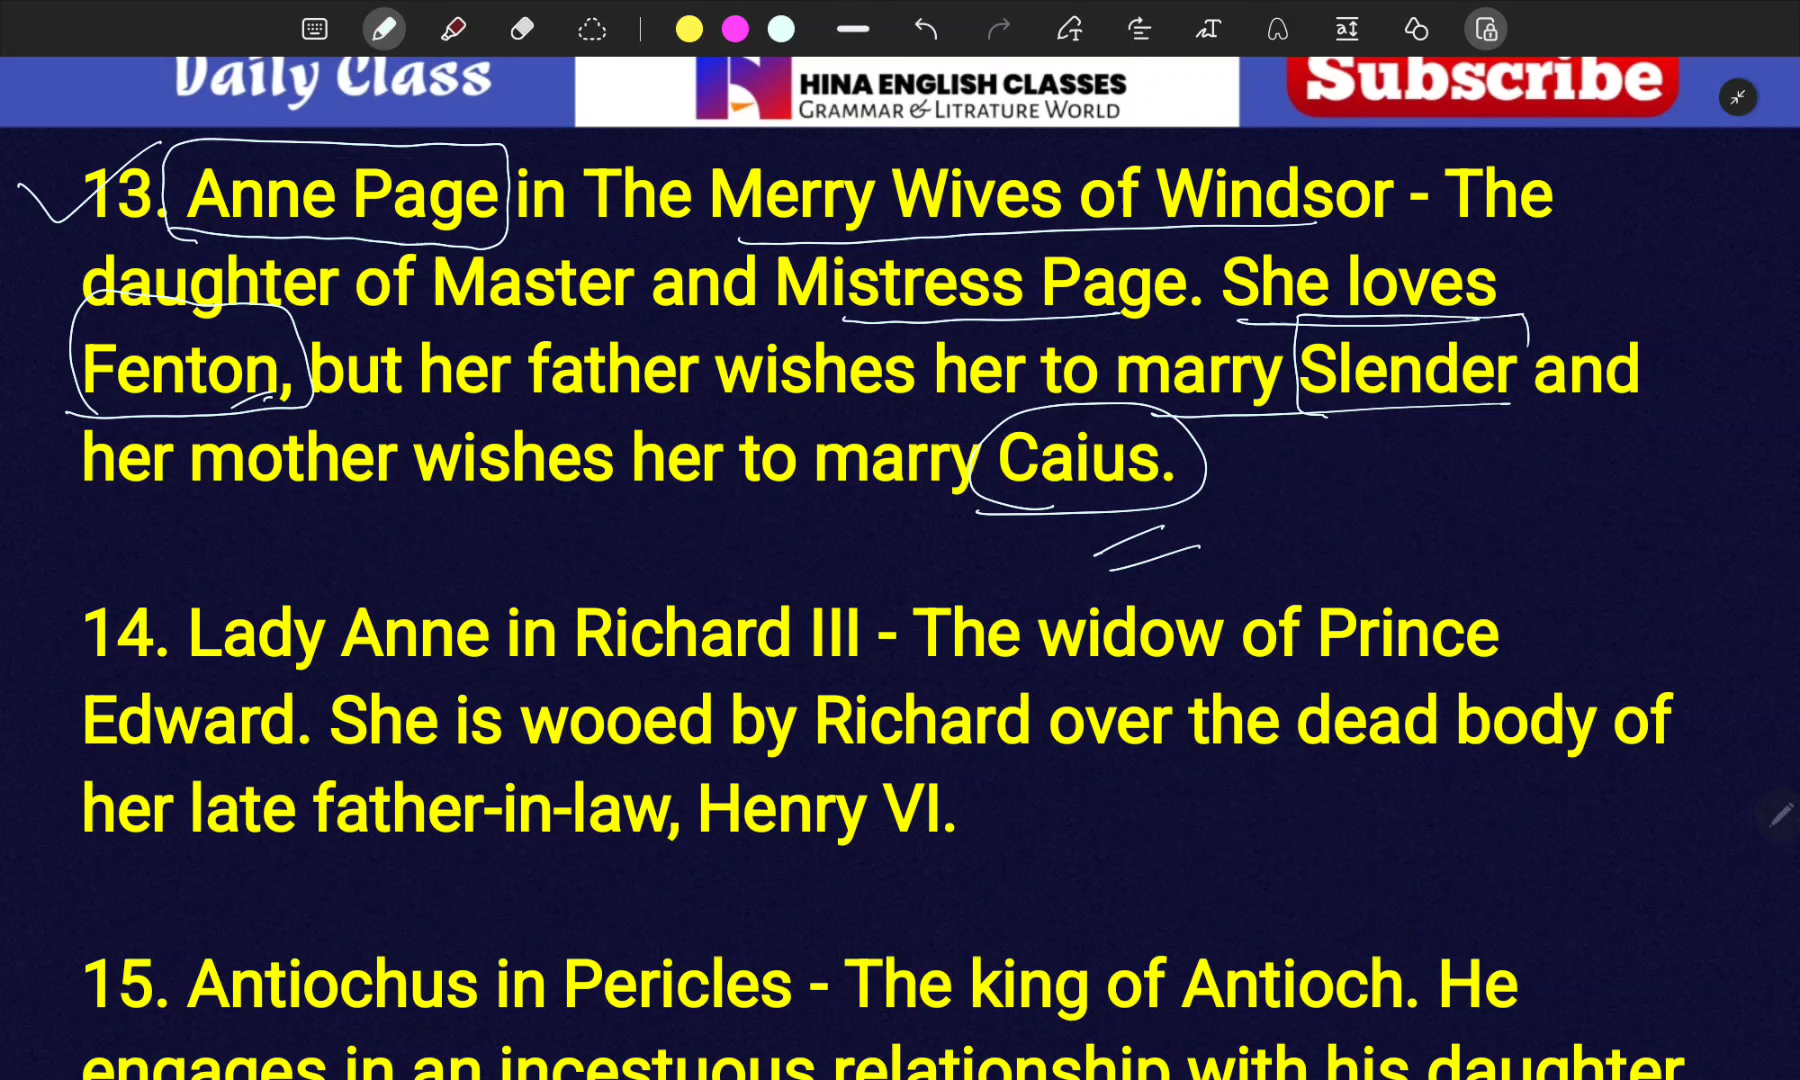 Daily Class
HINA ENGLISH CLASSES
GRAMMAR & LITRATURE WORLD
Subscribe
13. Anne Page in The Merry Wives of Windsor - The
daughter of Master and Mistress Page. She loves
Fenton, but her father wishes her to marry Slender and
her mother wishes her to marry Caius.
14. Lady Anne in Richard III - The widow of Prince
Edward. She is wooed by Richard over the dead body of
her late father-in-law, Henry VI.
15. Antiochus in Pericles - The king of Antioch. He
engages in an incestuous relationship with his daughter